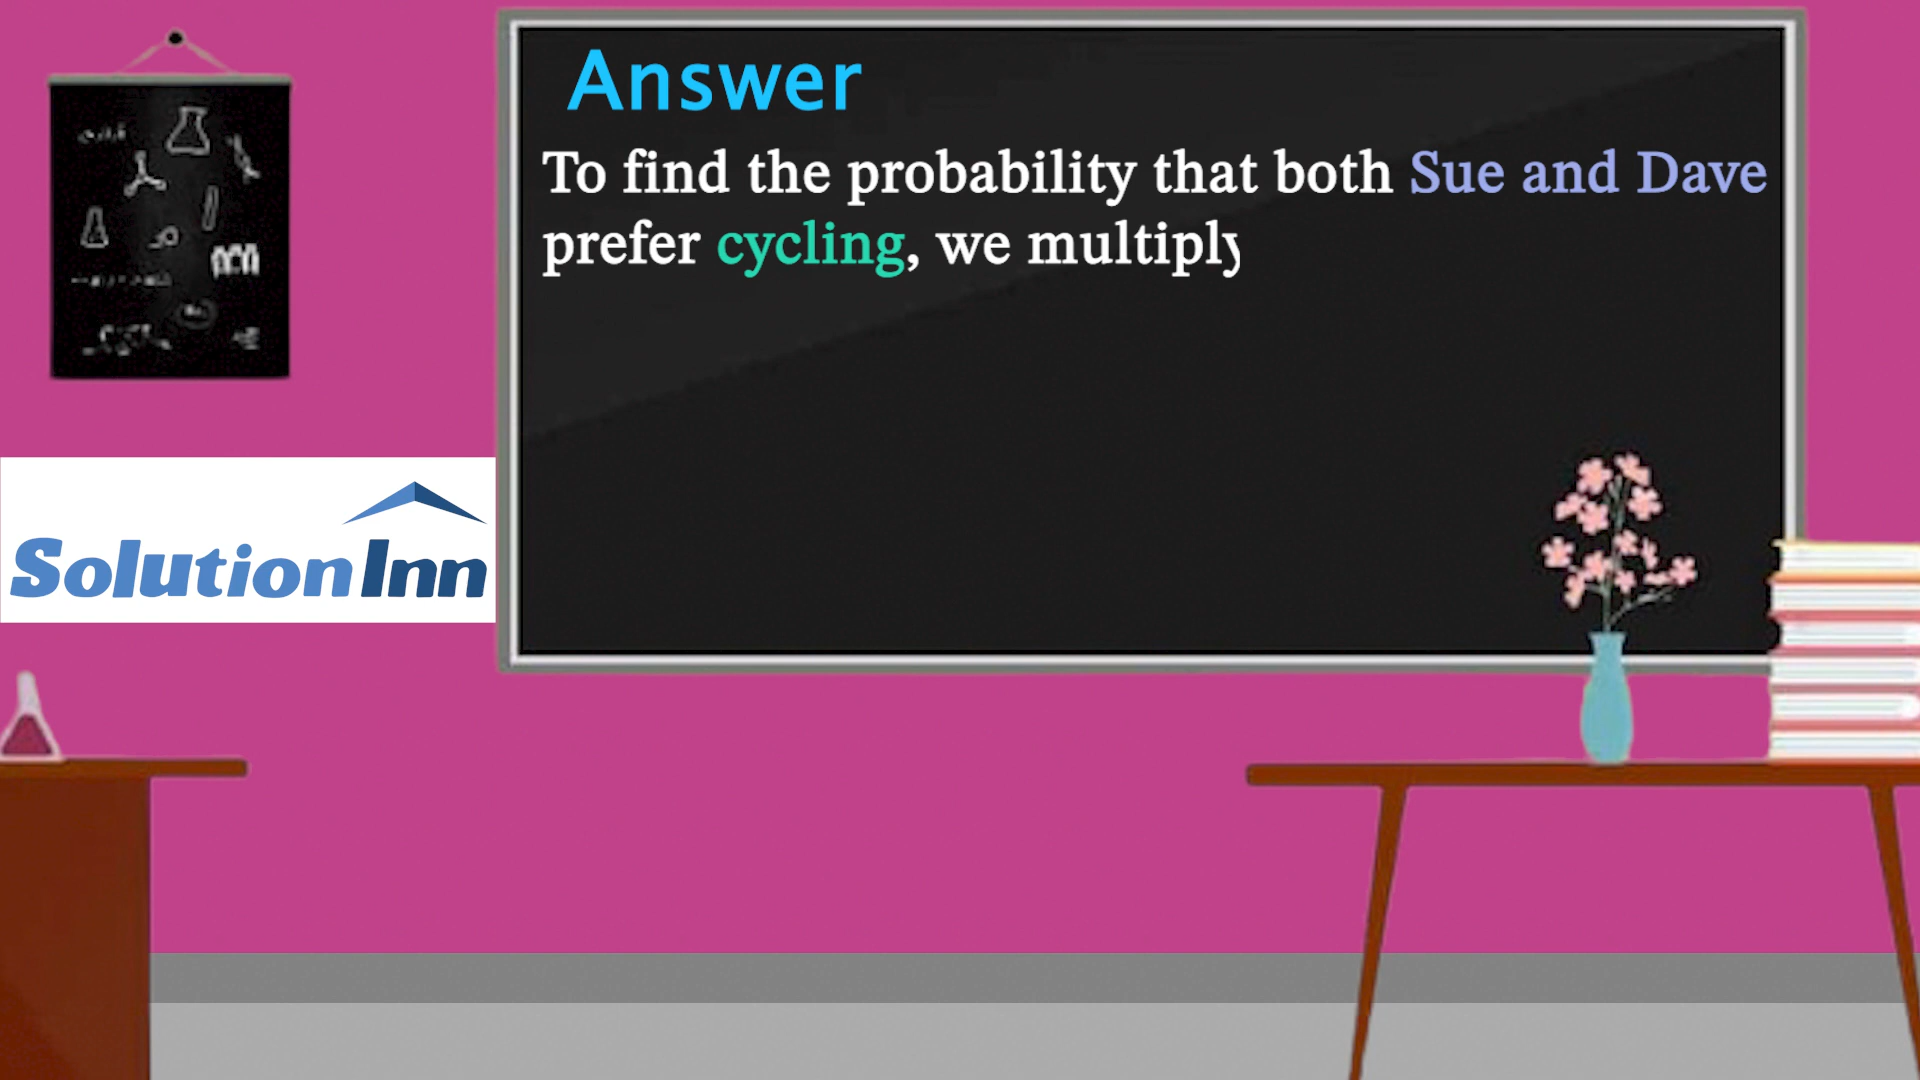 Answer
To find the probability that both Sue and Dave
prefer cycling, we multiply
SolutionInn